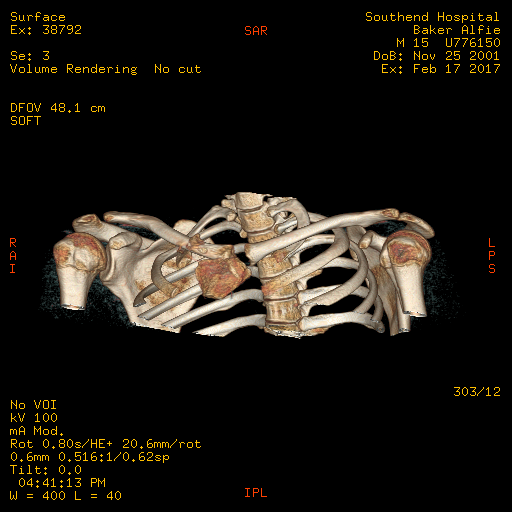 Surface
Ex: 38792
Se: 3
Volume Rendering No cut
DFOV 48.1 cm
SOFT
SAR
Southend Hospital
Baker Alfie
M 15 U776150
DoB: Nov 25 2001
Ex: Feb 17 2017
R
A
I
L
P
S
303/12
No VOI
kV 100
mA Mod.
Rot 0.80s/HE+ 20.6mm/rot
0.6mm 0.516:1/0.62sp
Tilt: 0.0
04:41:13 PM
W = 400 L = 40
IPL